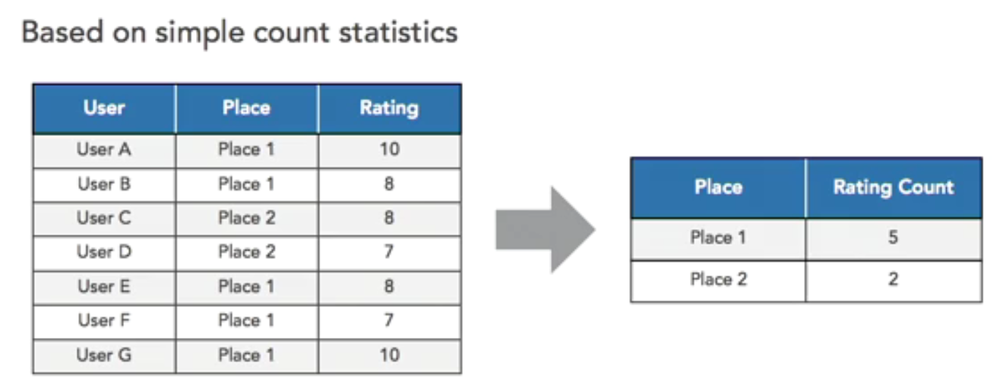 Based on simple count statistics
User Place Rating
User A Place 1 10
User B Place 1 8
User C Place 2 8
User D Place 2 7
User E Place 1 8
User F Place 1 7
User G Place 1 10
Place Rating Count
Place 1 5
Place 2 2